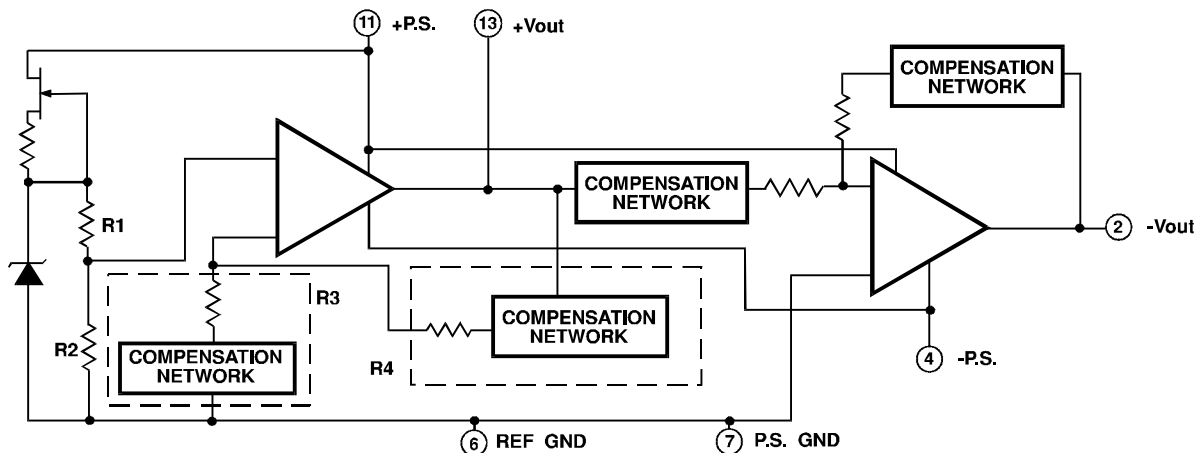 11 +P.S.
13 +Vout
COMPENSATION
NETWORK
COMPENSATION
NETWORK
R1
2 -Vout
R3
COMPENSATION
NETWORK
R2
COMPENSATION
NETWORK
R4
4 -P.S.
6 REF GND
7 P.S. GND